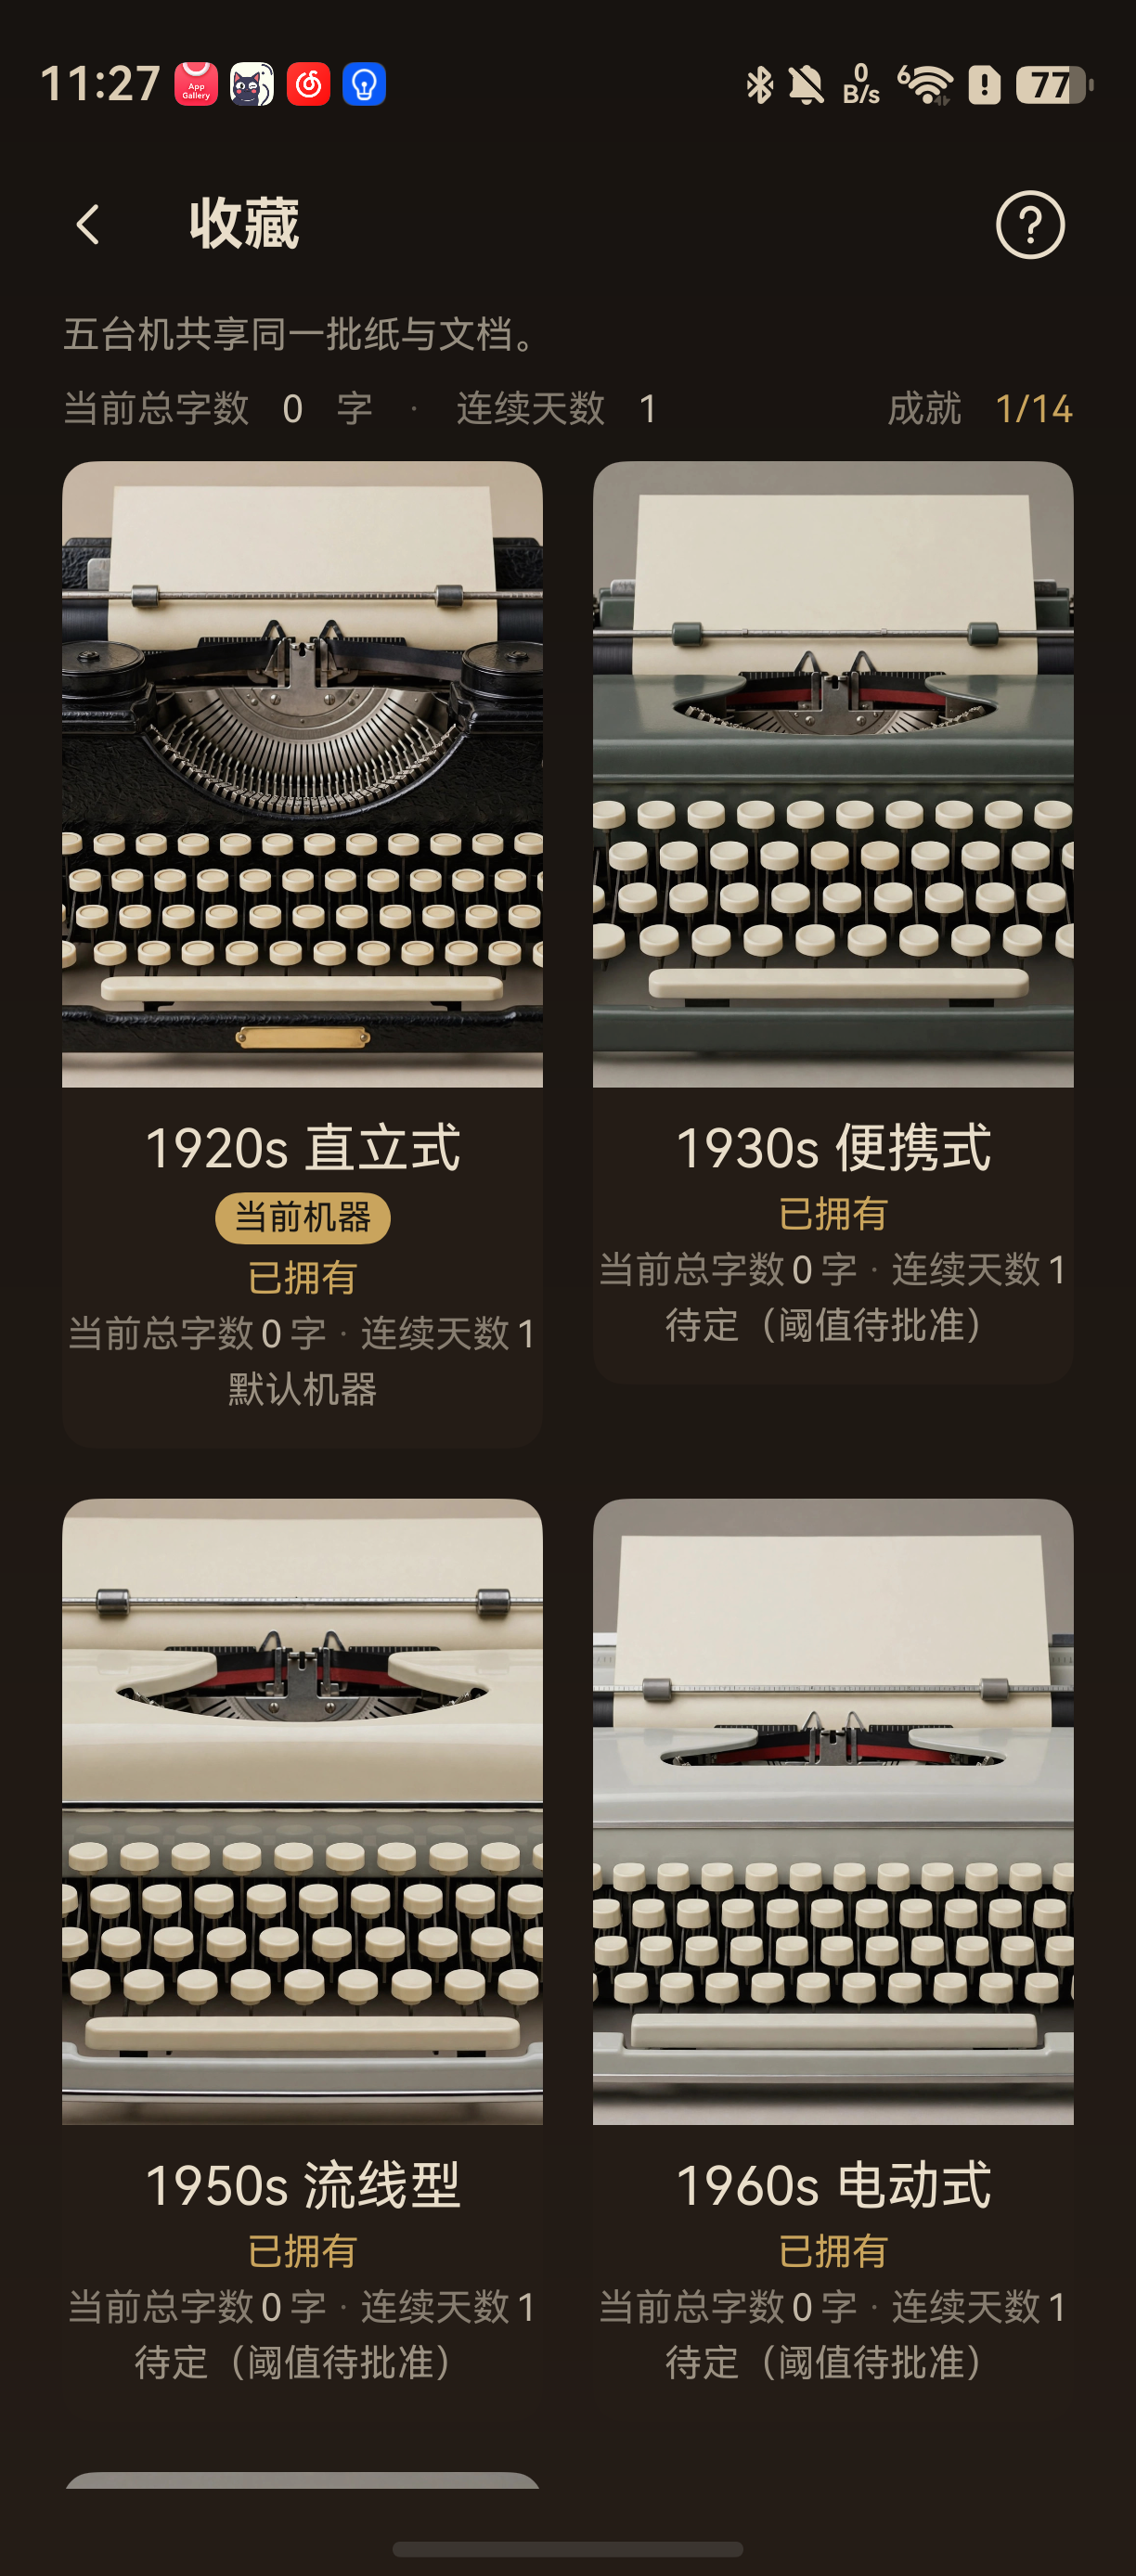 11:27
App
Gallery
0
B/s
6
77
收藏
五台机共享同一批纸与文档。
当前总字数 0 字 · 连续天数 1 成就 1/14
1920s 直立式
当前机器
已拥有
当前总字数 0 字 · 连续天数 1
默认机器
1930s 便携式
已拥有
当前总字数 0 字 · 连续天数 1
待定（阈值待批准）
1950s 流线型
已拥有
当前总字数 0 字 · 连续天数 1
待定（阈值待批准）
1960s 电动式
已拥有
当前总字数 0 字 · 连续天数 1
待定（阈值待批准）